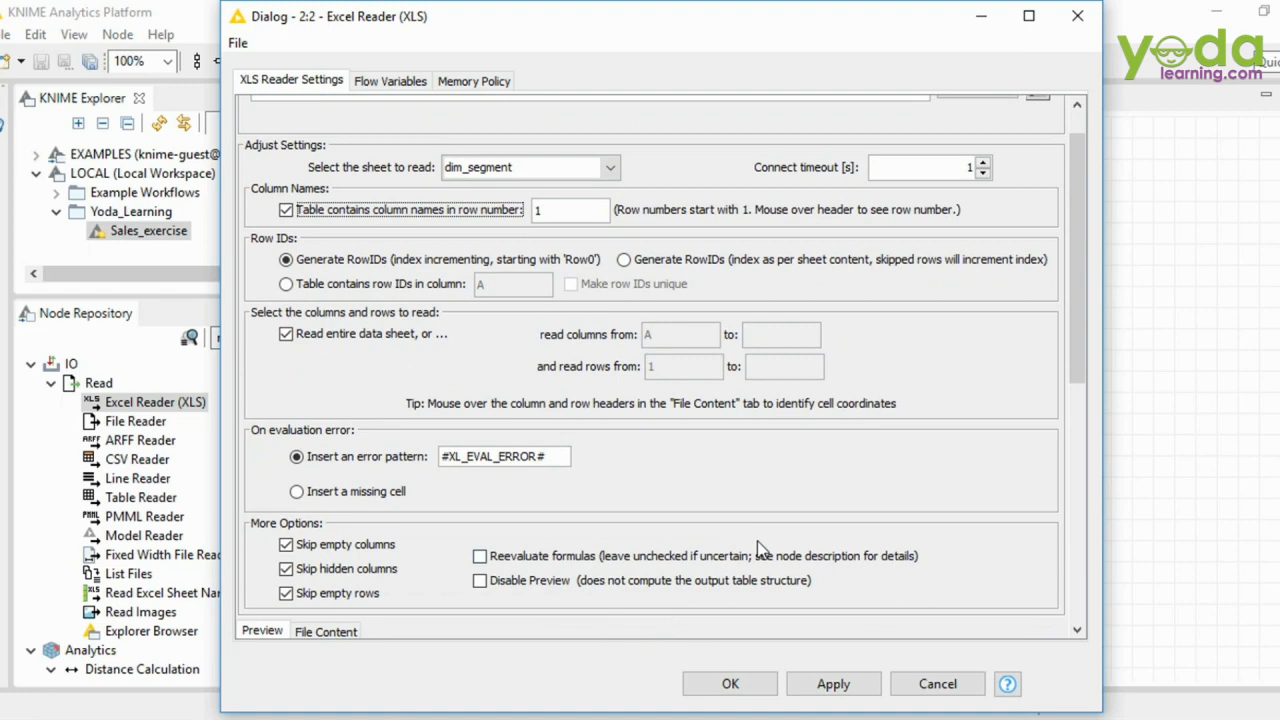 KNIME Analytics Platform
Edit View Node Help
100%
KNIME Explorer
EXAMPLES (knime-guest@
LOCAL (Local Workspace)
Example Workflows
Yoda_Learning
Sales_exercise
Node Repository
IO
Read
Excel Reader (XLS)
File Reader
ARFF Reader
CSV Reader
Line Reader
Table Reader
PMML Reader
Model Reader
Fixed Width File Rea
List Files
Read Excel Sheet Nar
Read Images
Explorer Browser
Analytics
Distance Calculation
Dialog - 2:2 - Excel Reader (XLS)
File
XLS Reader Settings Flow Variables Memory Policy
Adjust Settings:
Select the sheet to read: dim_segment Connect timeout [s]: 1
Column Names:
Table contains column names in row number: 1 (Row numbers start with 1. Mouse over header to see row number.)
Row IDs:
Generate RowIDs (index incrementing, starting with 'Row0') Generate RowIDs (index as per sheet content, skipped rows will increment index)
Table contains row IDs in column: A Make row IDs unique
Select the columns and rows to read:
Read entire data sheet, or ... read columns from: A to:
and read rows from: 1 to:
Tip: Mouse over the column and row headers in the "File Content" tab to identify cell coordinates
On evaluation error:
Insert an error pattern: #XL_EVAL_ERROR#
Insert a missing cell
More Options:
Skip empty columns
Reevaluate formulas (leave unchecked if uncertain; see node description for details)
Skip hidden columns
Disable Preview (does not compute the output table structure)
Skip empty rows
Preview File Content
OK Apply Cancel
yoda
learning.com